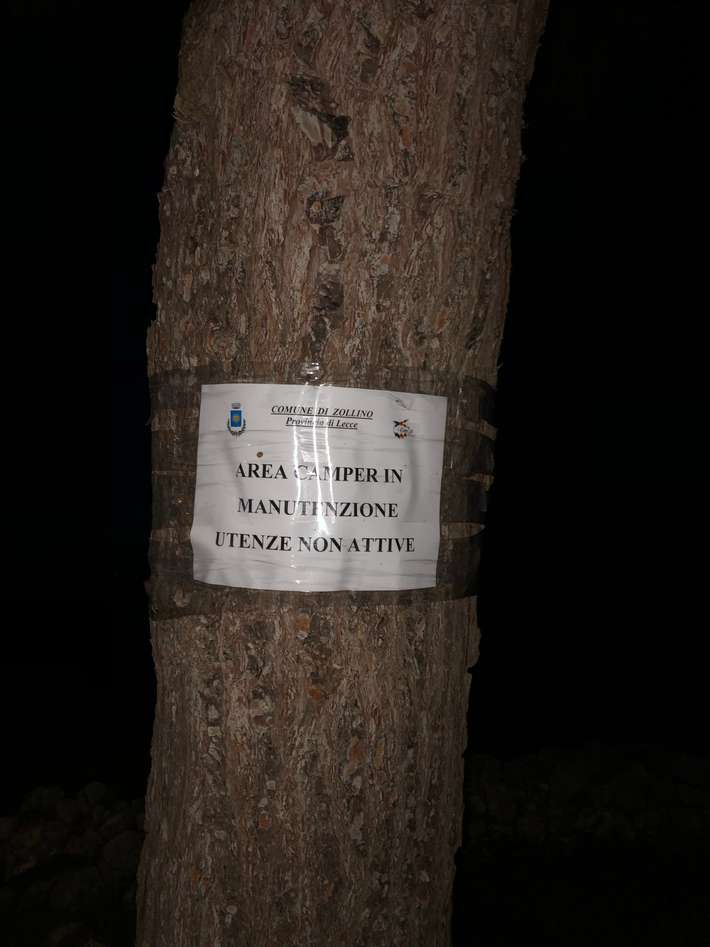 COMUNE DI ZOLLINO
Provincia di Lecce
AREA CAMPER IN
MANUTENZIONE
UTENZE NON ATTIVE